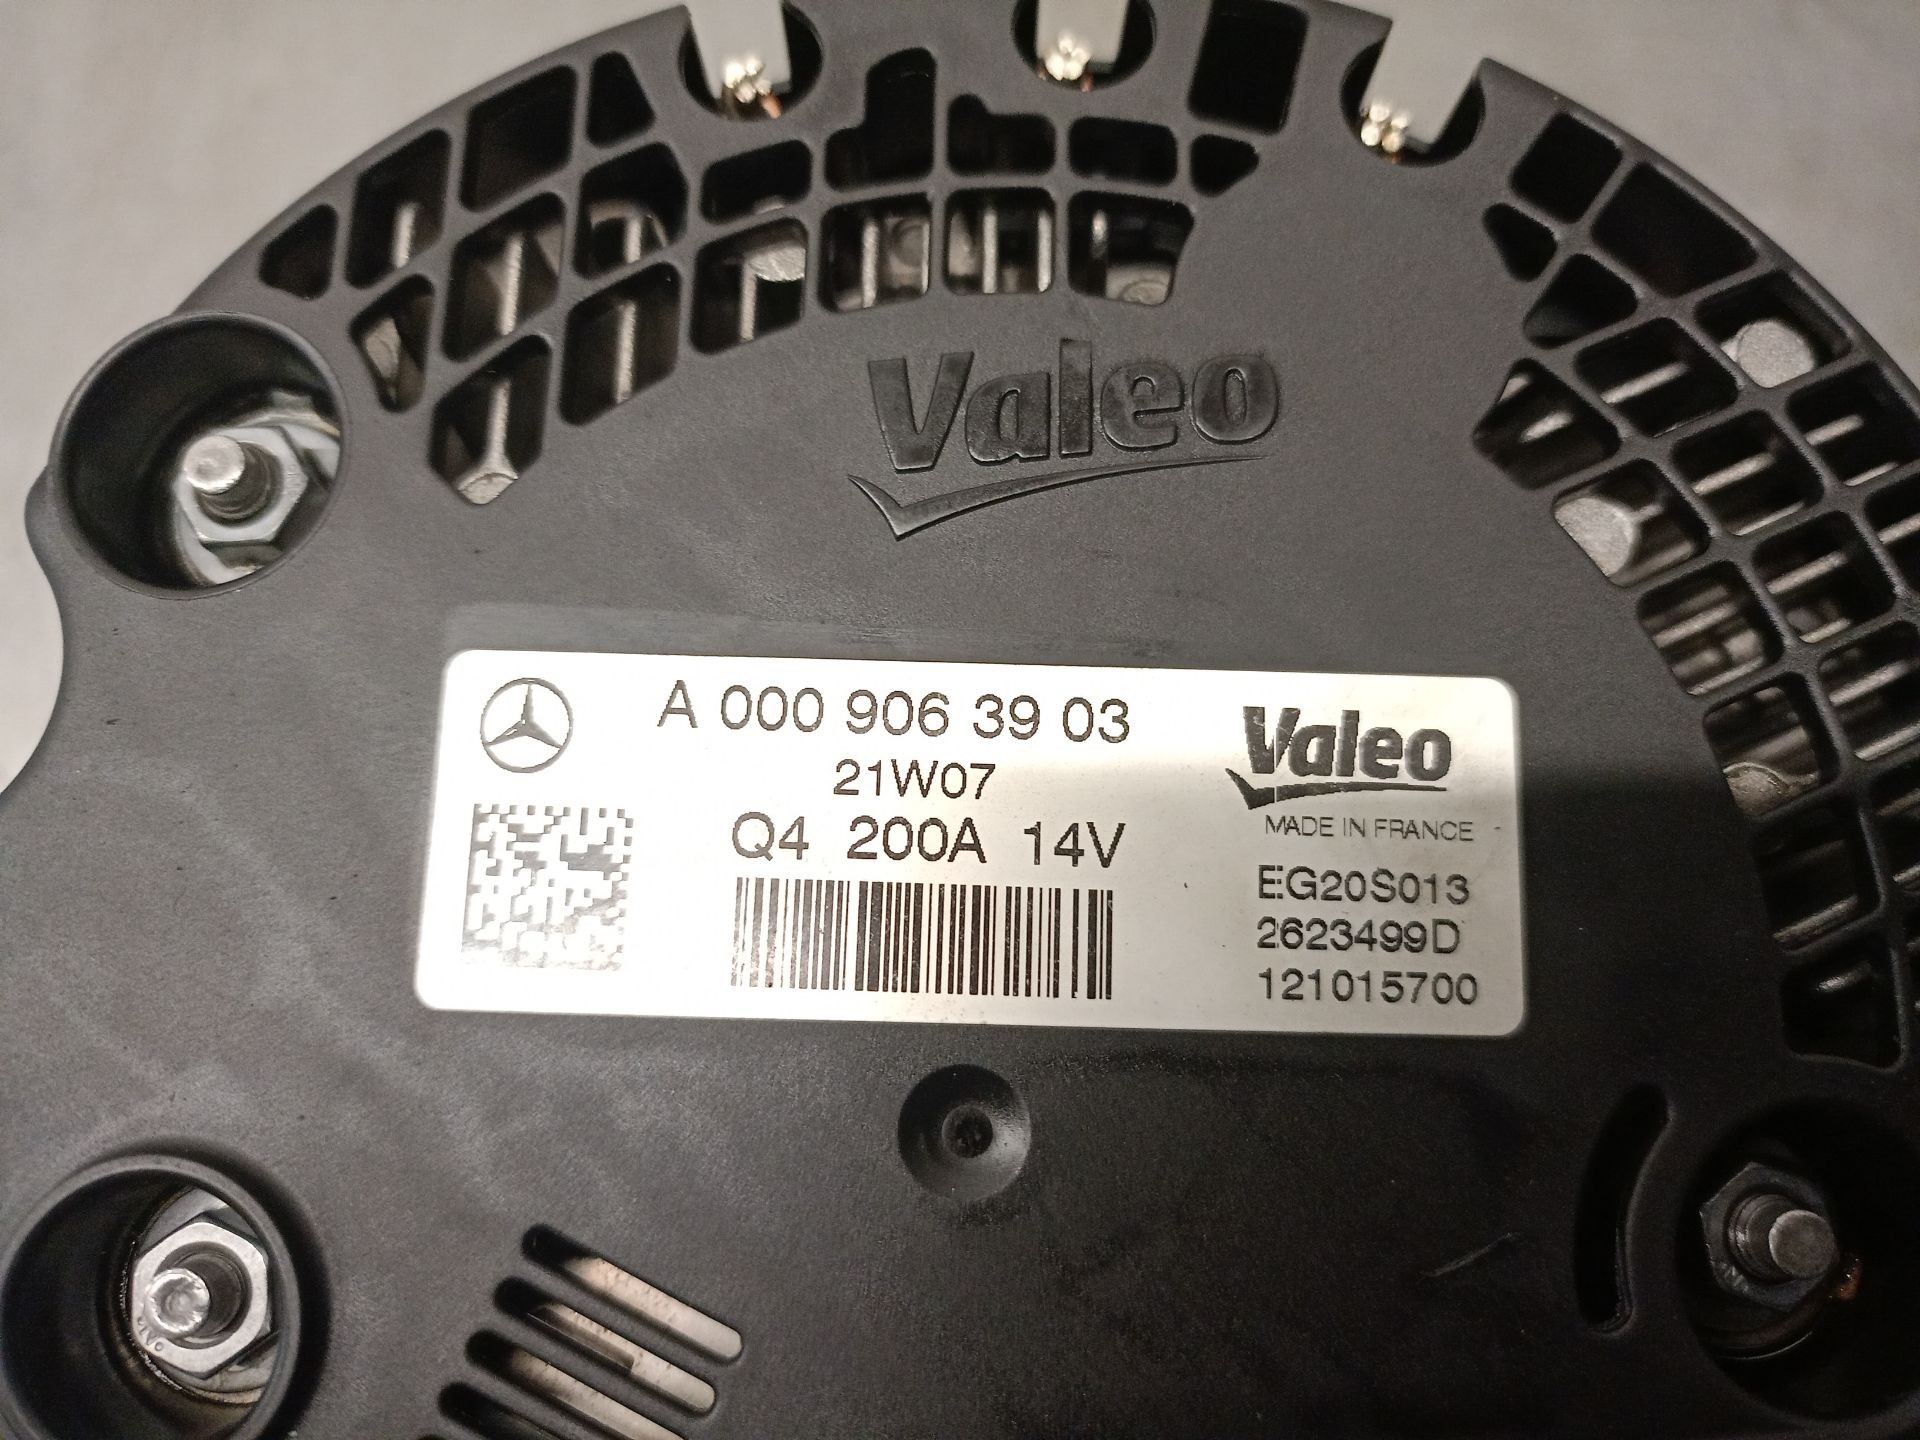 Valeo
A 000 906 39 03
21W07
Q4 200A 14V
Valeo
MADE IN FRANCE
EG20S013
2623499D
121015700